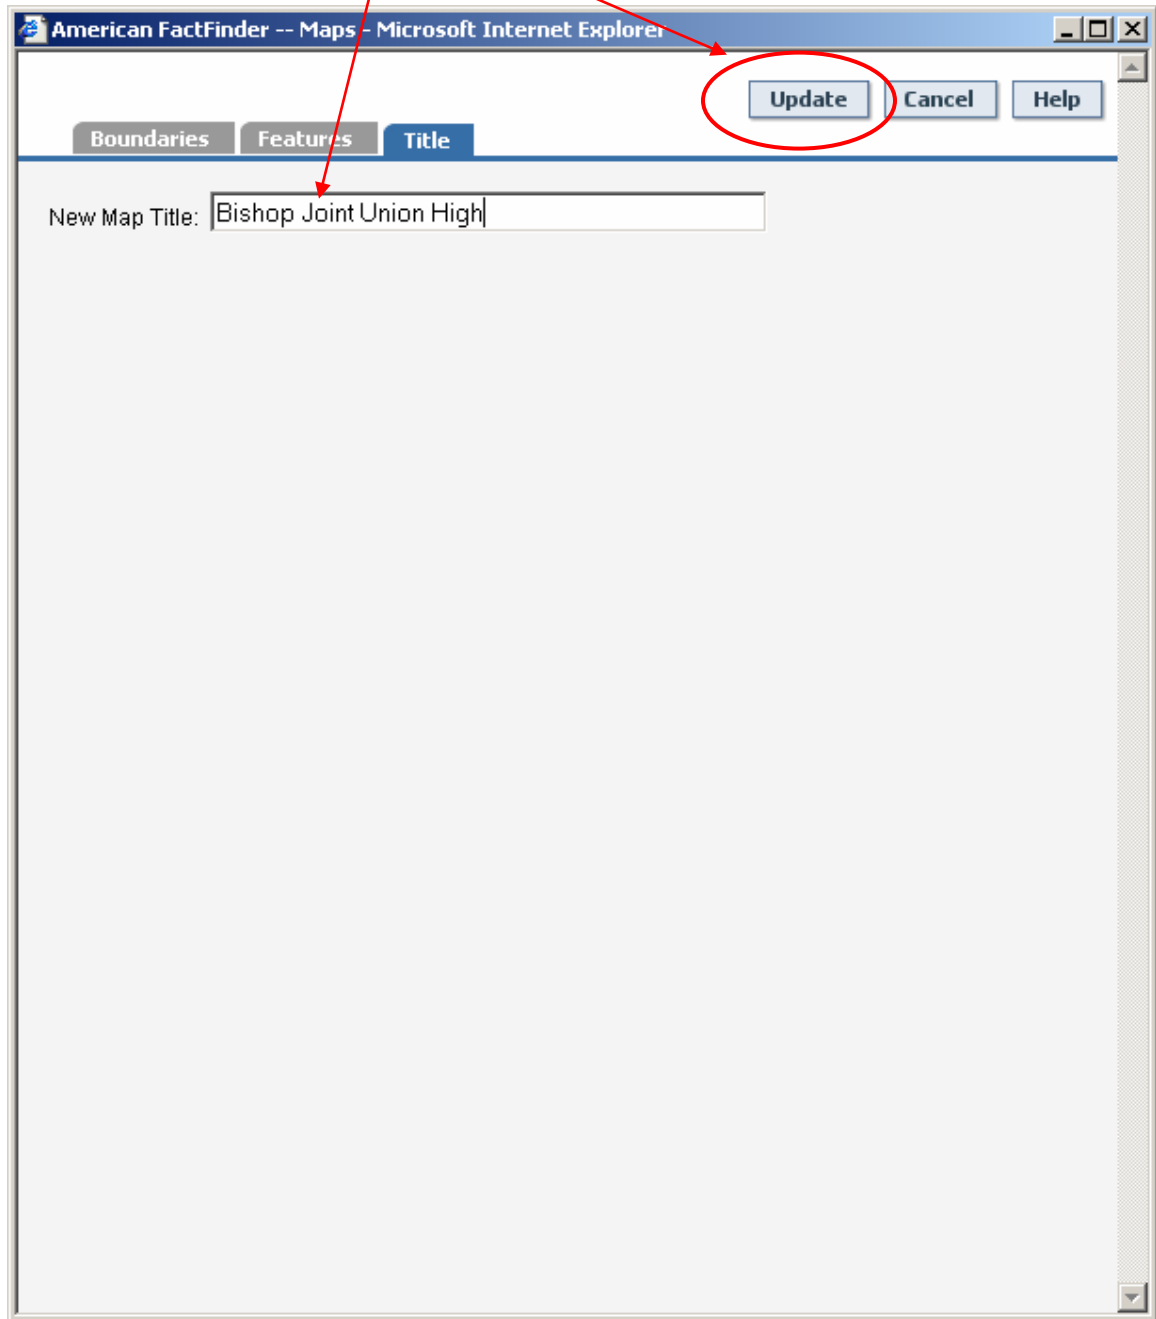 American FactFinder -- Maps - Microsoft Internet Explorer
Update Cancel Help
Boundaries Features Title
New Map Title: Bishop Joint Union High